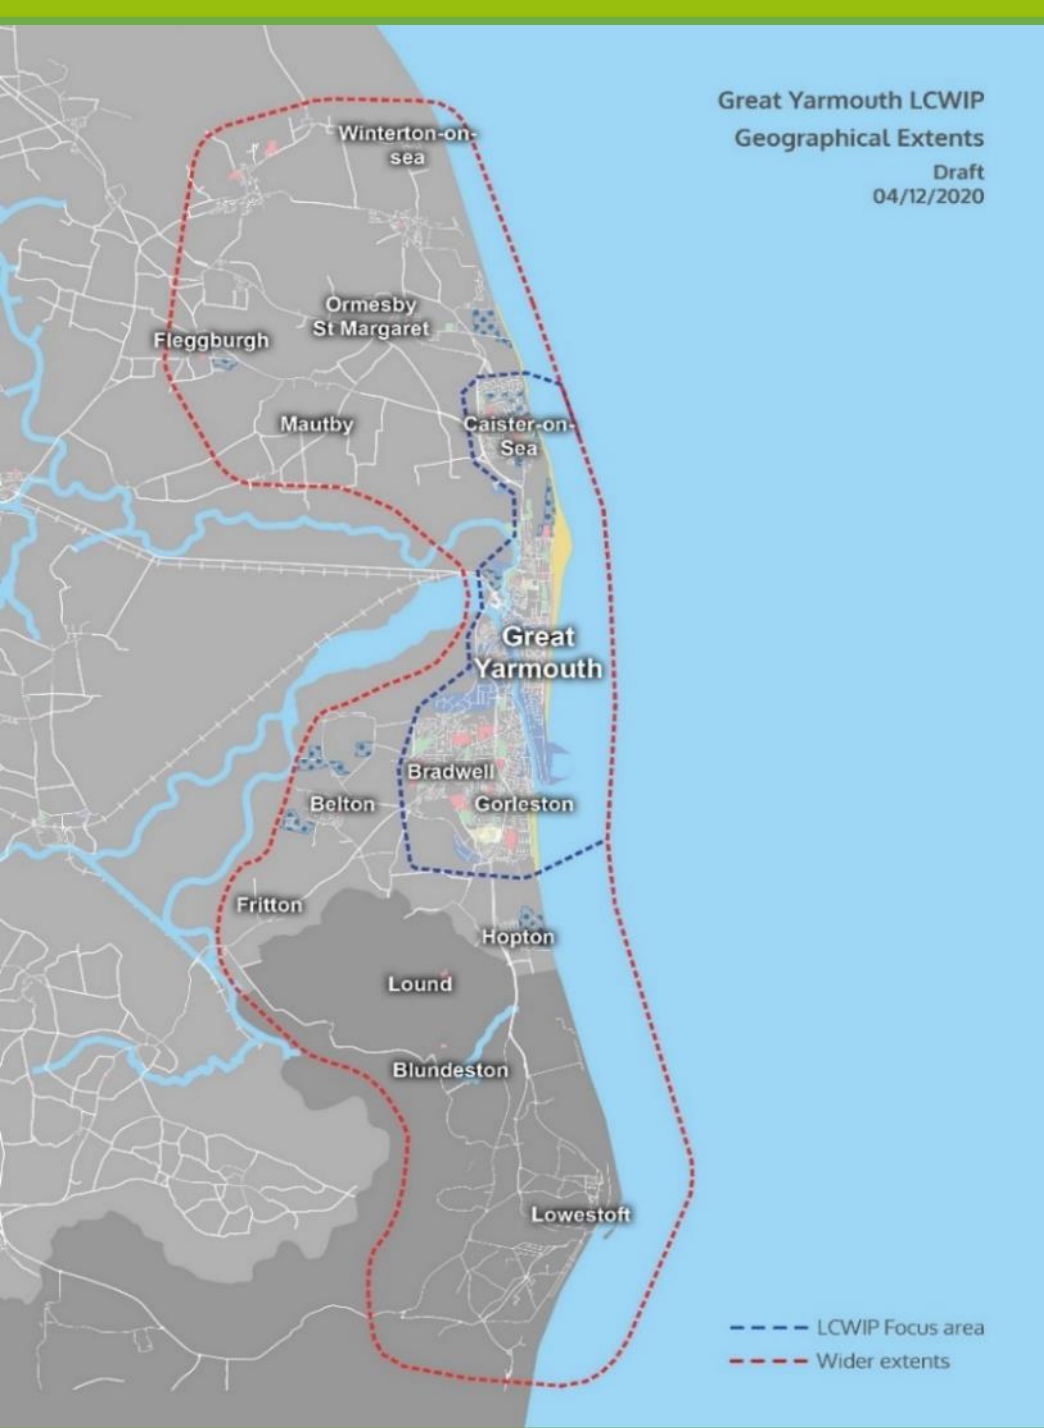 Great Yarmouth LCWIP
Geographical Extents
Draft
04/12/2020
Winterton-on-
sea
Ormesby
St Margaret
Fleggburgh
Mautby
Caister-on-
Sea
Great
Yarmouth
Bradwell
Belton
Gorleston
Fritton
Hopton
Lound
Blundeston
Lowestoft
LCWIP Focus area
Wider extents